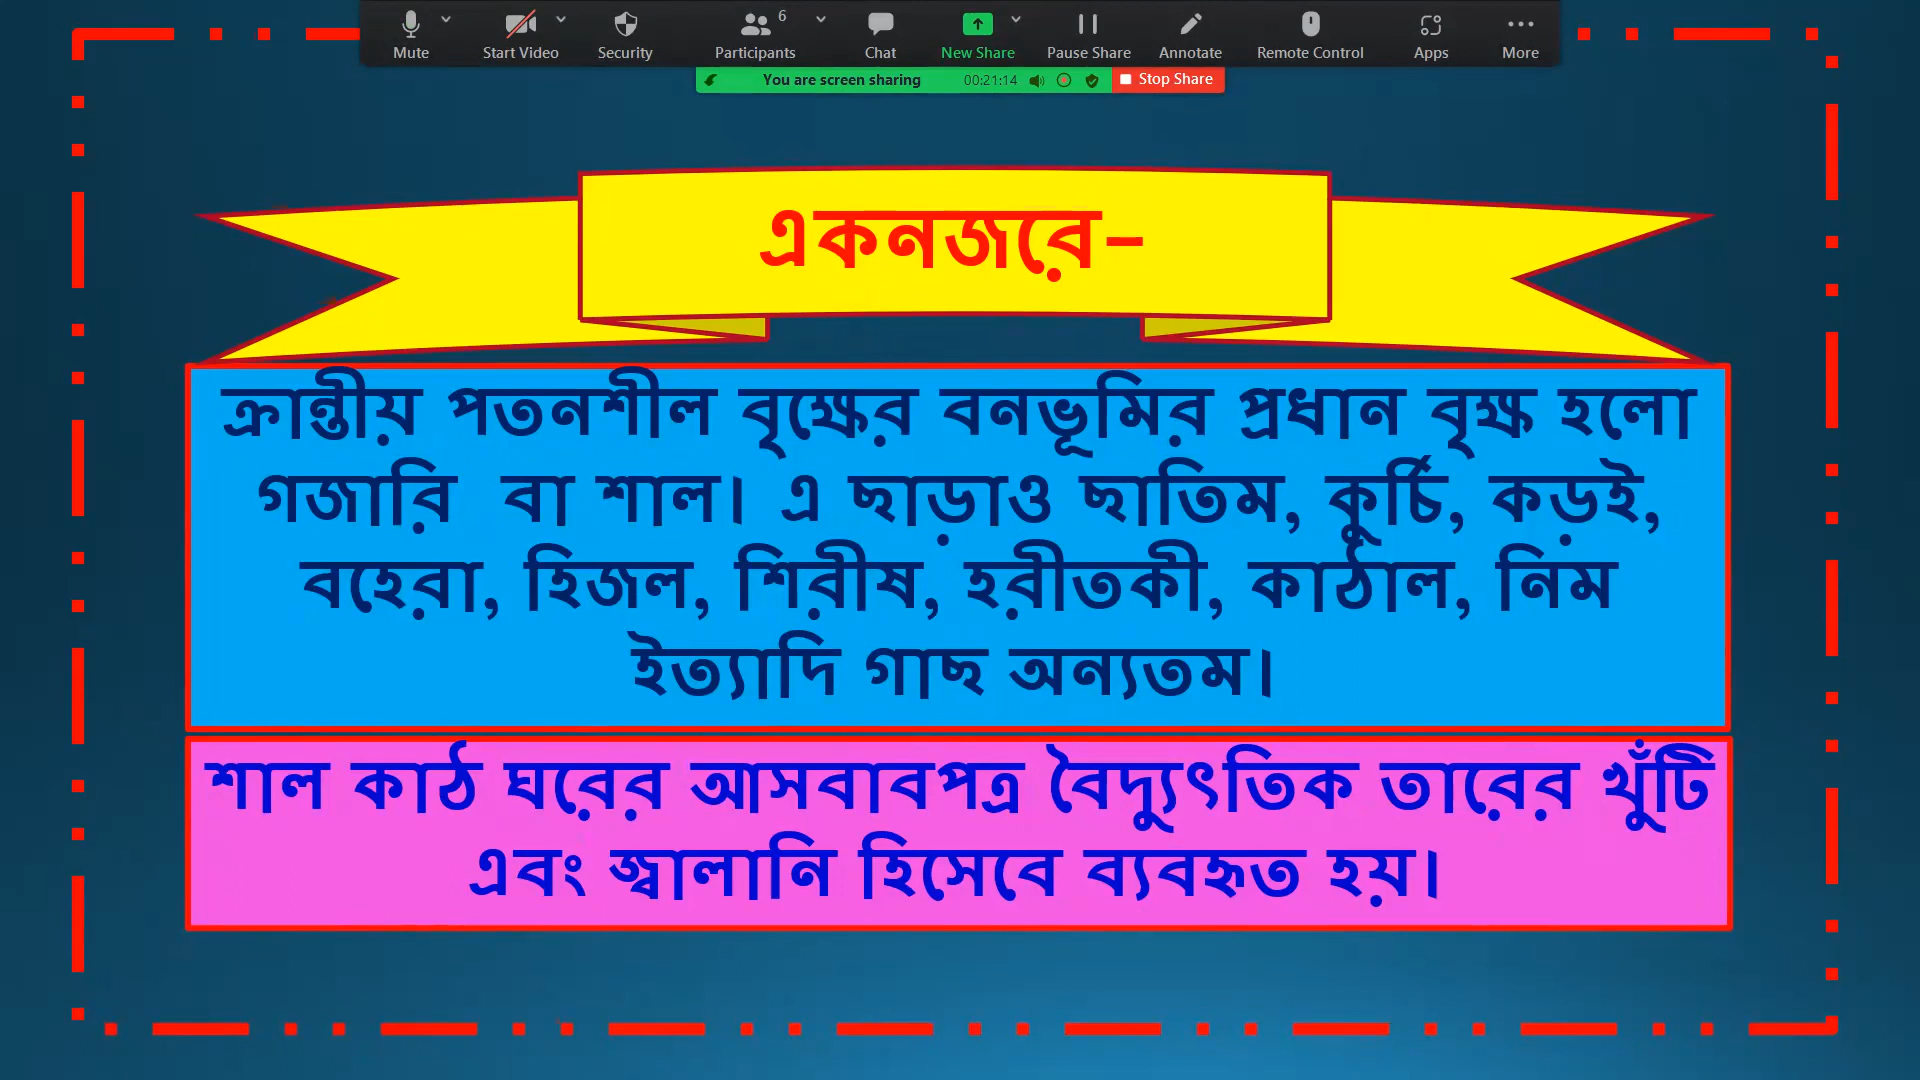 Mute Start Video Security Participants 6 Chat New Share Pause Share Annotate Remote Control Apps More
You are screen sharing 00:21:14 Stop Share
একনজরে–
ক্রান্তীয় পতনশীল বৃক্ষের বনভূমির প্রধান বৃক্ষ হলো
গজারি বা শাল। এ ছাড়াও ছাতিম, কুর্চি, কড়ই,
বহেরা, হিজল, শিরীষ, হরীতকী, কাঠাল, নিম
ইত্যাদি গাছ অন্যতম।
শাল কাঠ ঘরের আসবাবপত্র বৈদ্যুৎতিক তারের খুঁটি
এবং জ্বালানি হিসেবে ব্যবহৃত হয়।